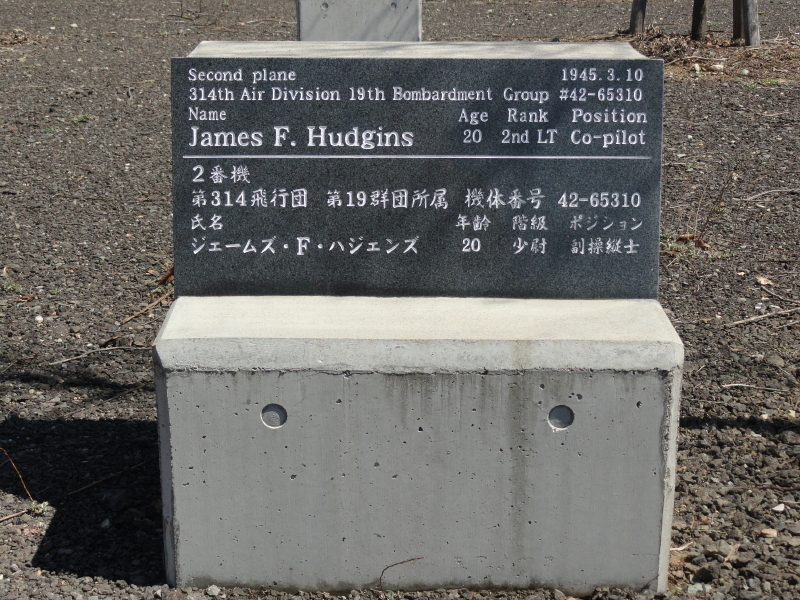 Second plane 1945.3.10
314th Air Division 19th Bombardment Group #42-65310
Name Age Rank Position
James F. Hudgins 20 2nd LT Co-pilot
2番機
第314飛行団 第19群団所属 機体番号 42-65310
氏名 年齢 階級 ポジション
ジェームズ・F・ハジェンズ 20 少尉 副操縦士